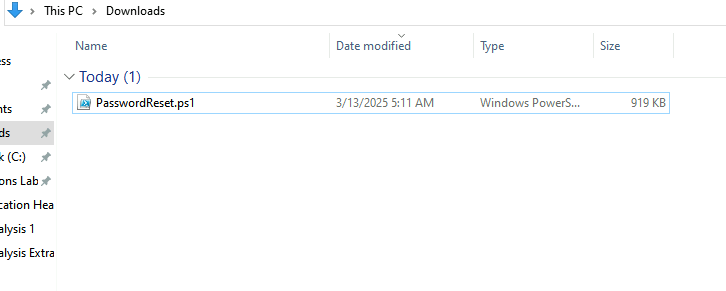 This PC > Downloads
Name Date modified Type Size
ess
Today (1)
PasswordReset.ps1 3/13/2025 5:11 AM Windows PowerS... 919 KB
nts
ds
k (C:)
ons Lab
cation Hea
alysis 1
alysis Extra